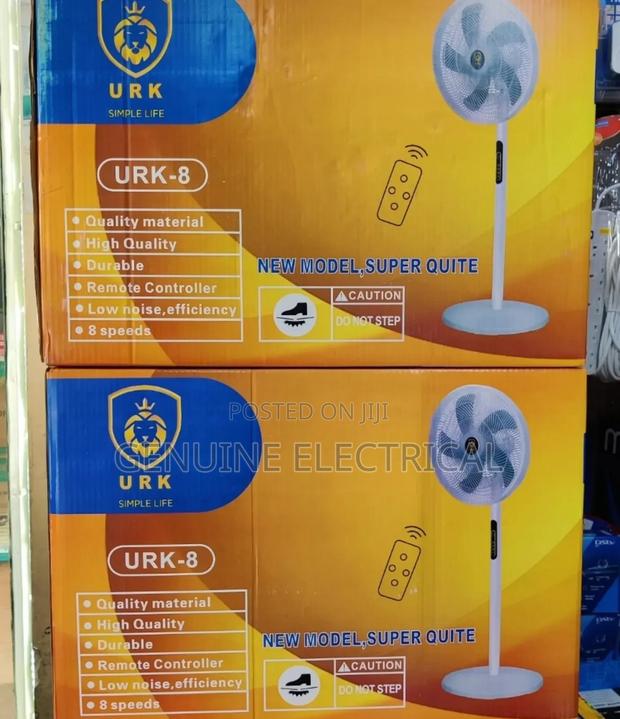 URK
SIMPLE LIFE
URK-8
Quality material
High Quality
Durable
Remote Controller
Low noise,efficiency
8 speeds
NEW MODEL,SUPER QUITE
CAUTION
DO NOT STEP
POSTED ON JIJI
GENUINE ELECTRICAL
URK
SIMPLE LIFE
URK-8
Quality material
High Quality
Durable
Remote Controller
Low noise,efficiency
8 speeds
NEW MODEL,SUPER QUITE
CAUTION
DO NOT STEP